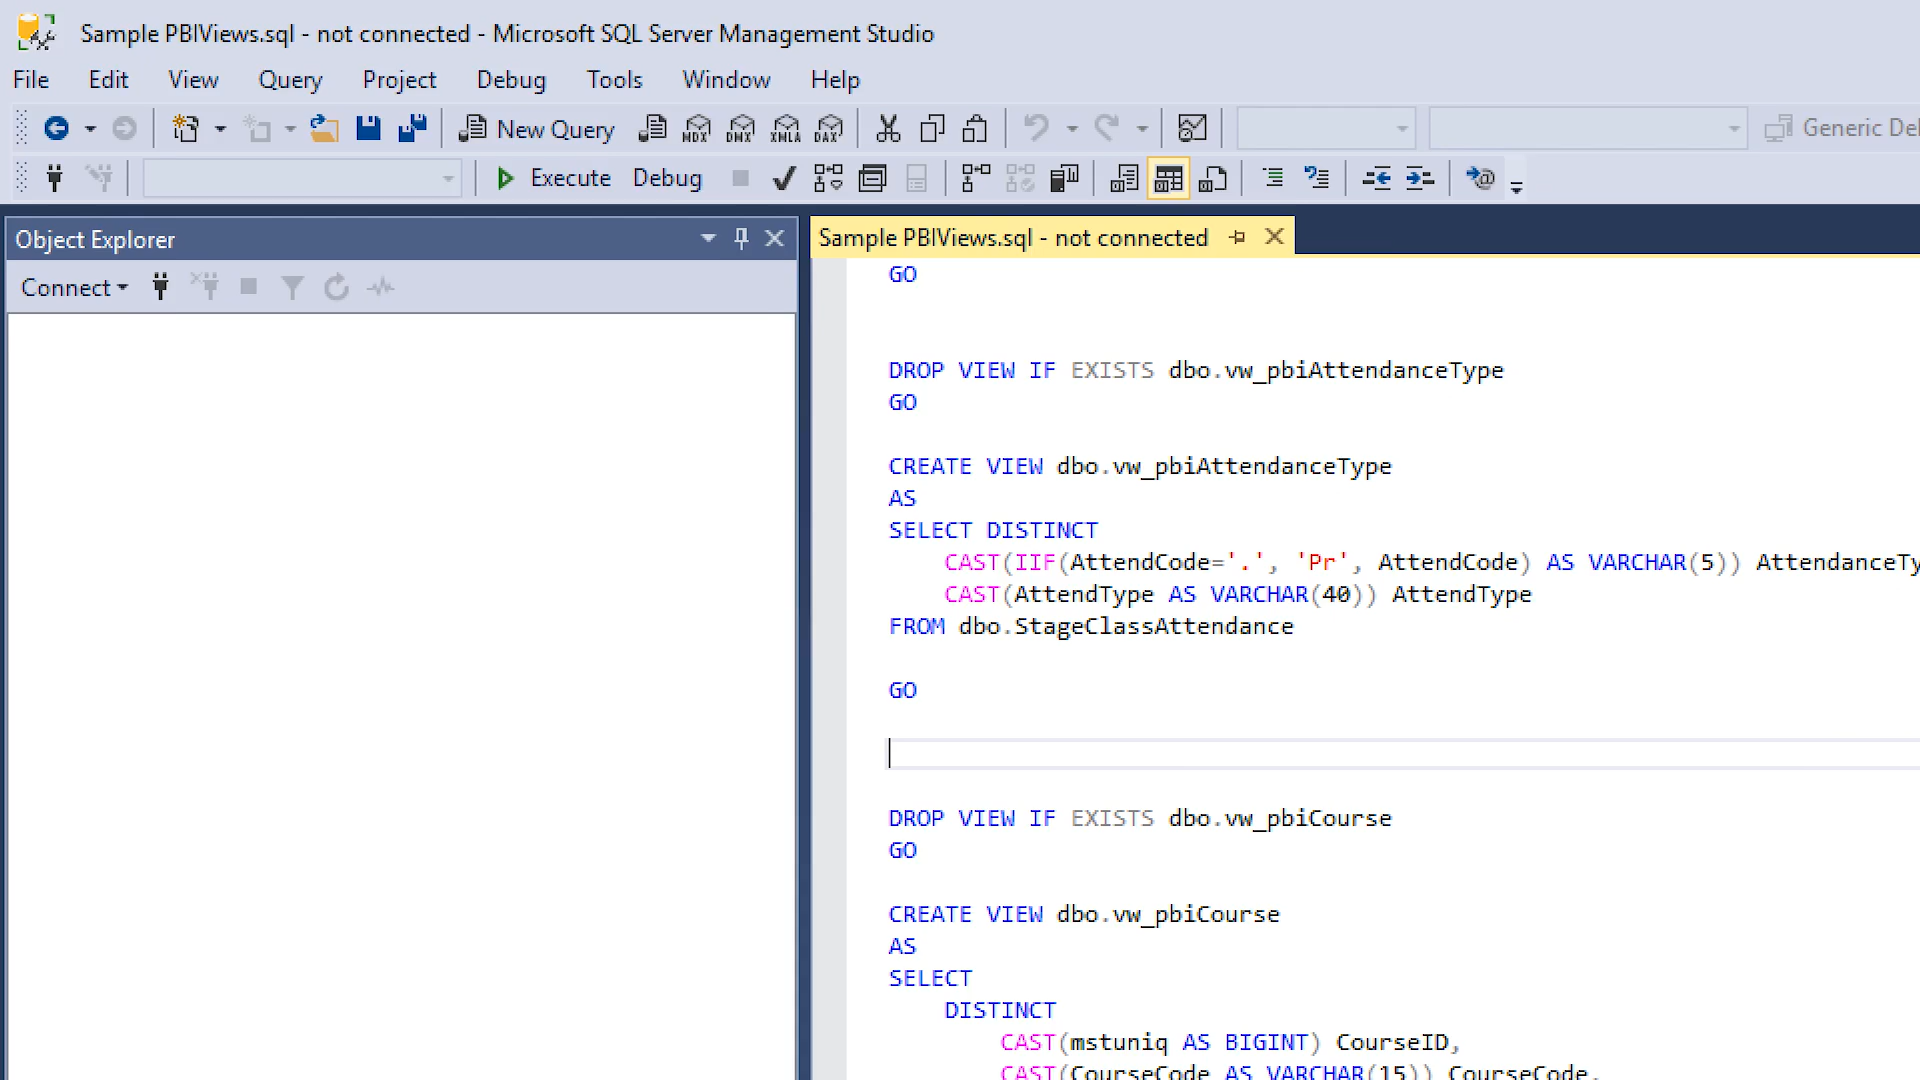 Sample PBIViews.sql - not connected - Microsoft SQL Server Management Studio
File Edit View Query Project Debug Tools Window Help
New Query MDX DMX XMLA DAX Generic De
Execute Debug
Object Explorer
Connect
Sample PBIViews.sql - not connected
GO
DROP VIEW IF EXISTS dbo.vw_pbiAttendanceType
GO
CREATE VIEW dbo.vw_pbiAttendanceType
AS
SELECT DISTINCT
CAST(IIF(AttendCode='.', 'Pr', AttendCode) AS VARCHAR(5)) AttendanceTy
CAST(AttendType AS VARCHAR(40)) AttendType
FROM dbo.StageClassAttendance
GO
DROP VIEW IF EXISTS dbo.vw_pbiCourse
GO
CREATE VIEW dbo.vw_pbiCourse
AS
SELECT
DISTINCT
CAST(mstuniq AS BIGINT) CourseID,
CAST(CourseCode AS VARCHAR(15)) CourseCode,